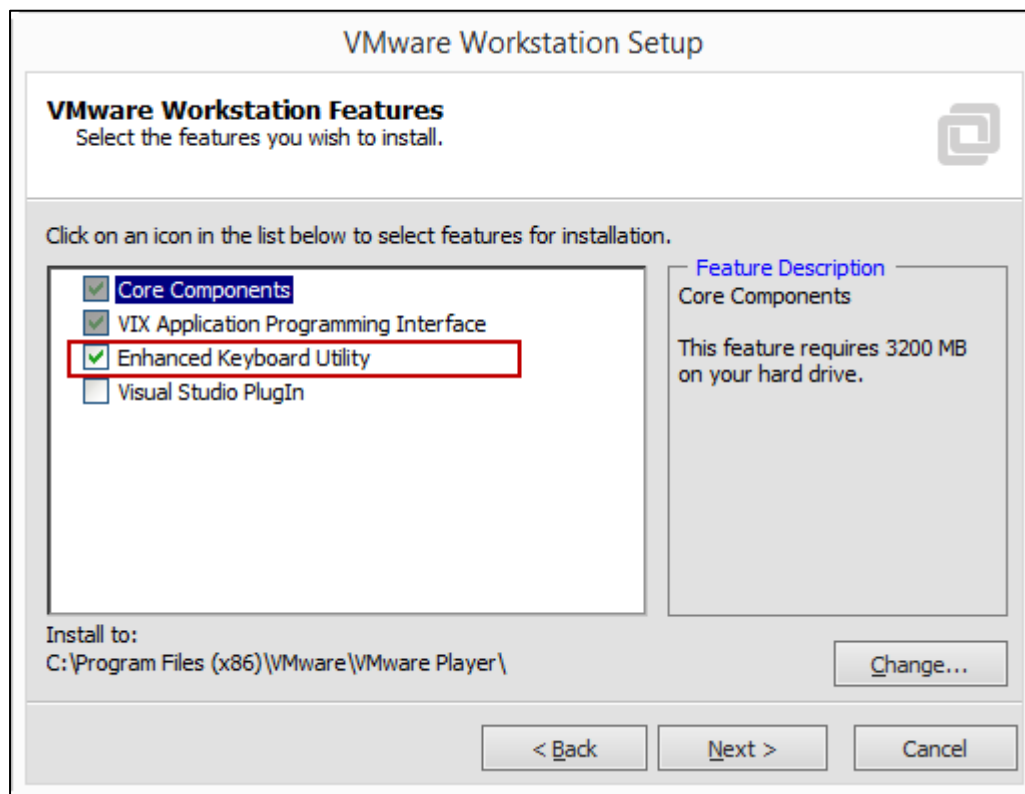 VMware Workstation Setup
VMware Workstation Features
Select the features you wish to install.
Click on an icon in the list below to select features for installation.
Core Components
VIX Application Programming Interface
Enhanced Keyboard Utility
Visual Studio PlugIn
Feature Description
Core Components
This feature requires 3200 MB
on your hard drive.
Install to:
C:\Program Files (x86)\VMware\VMware Player\
Change...
< Back
Next >
Cancel